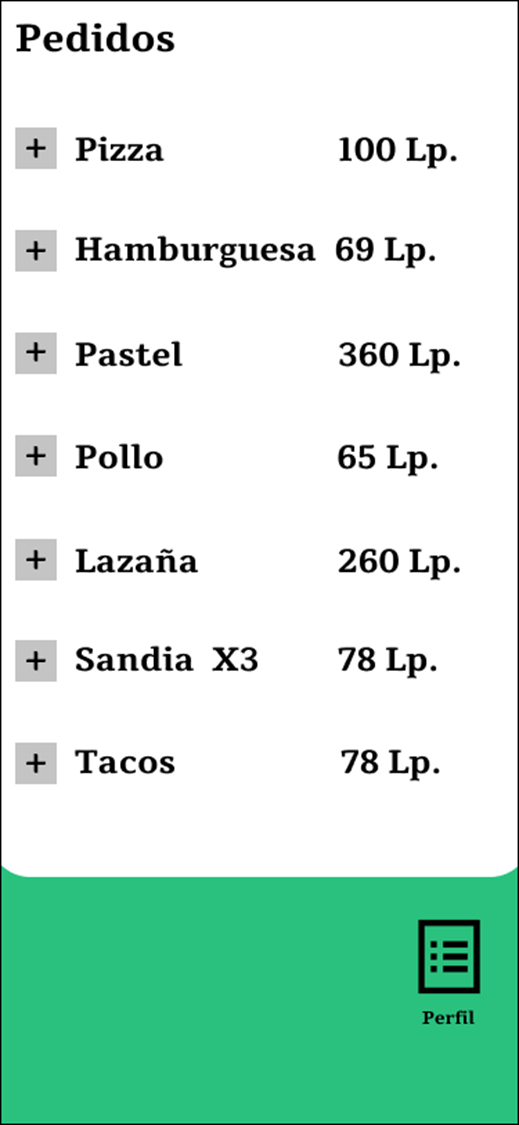 Pedidos
+ Pizza 100 Lp.
+ Hamburguesa 69 Lp.
+ Pastel 360 Lp.
+ Pollo 65 Lp.
+ Lazaña 260 Lp.
+ Sandia X3 78 Lp.
+ Tacos 78 Lp.
Perfil